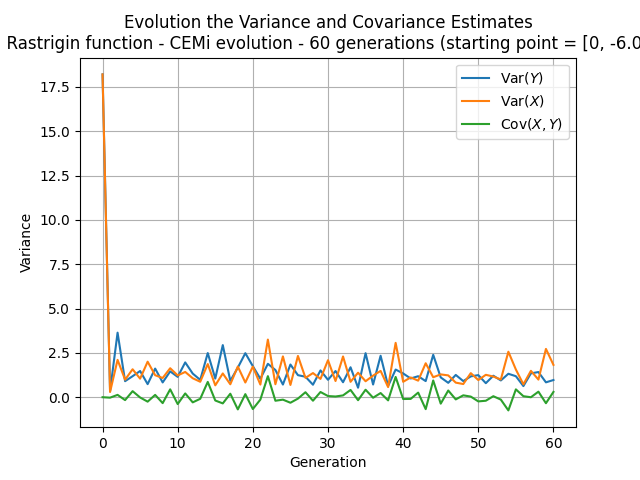 Evolution the Variance and Covariance Estimates
Rastrigin function - CEMi evolution - 60 generations (starting point = [0, -6.0
Var(Y)
Var(X)
Cov(X, Y)
17.5
15.0
12.5
10.0
7.5
5.0
2.5
0.0
Variance
0 10 20 30 40 50 60
Generation